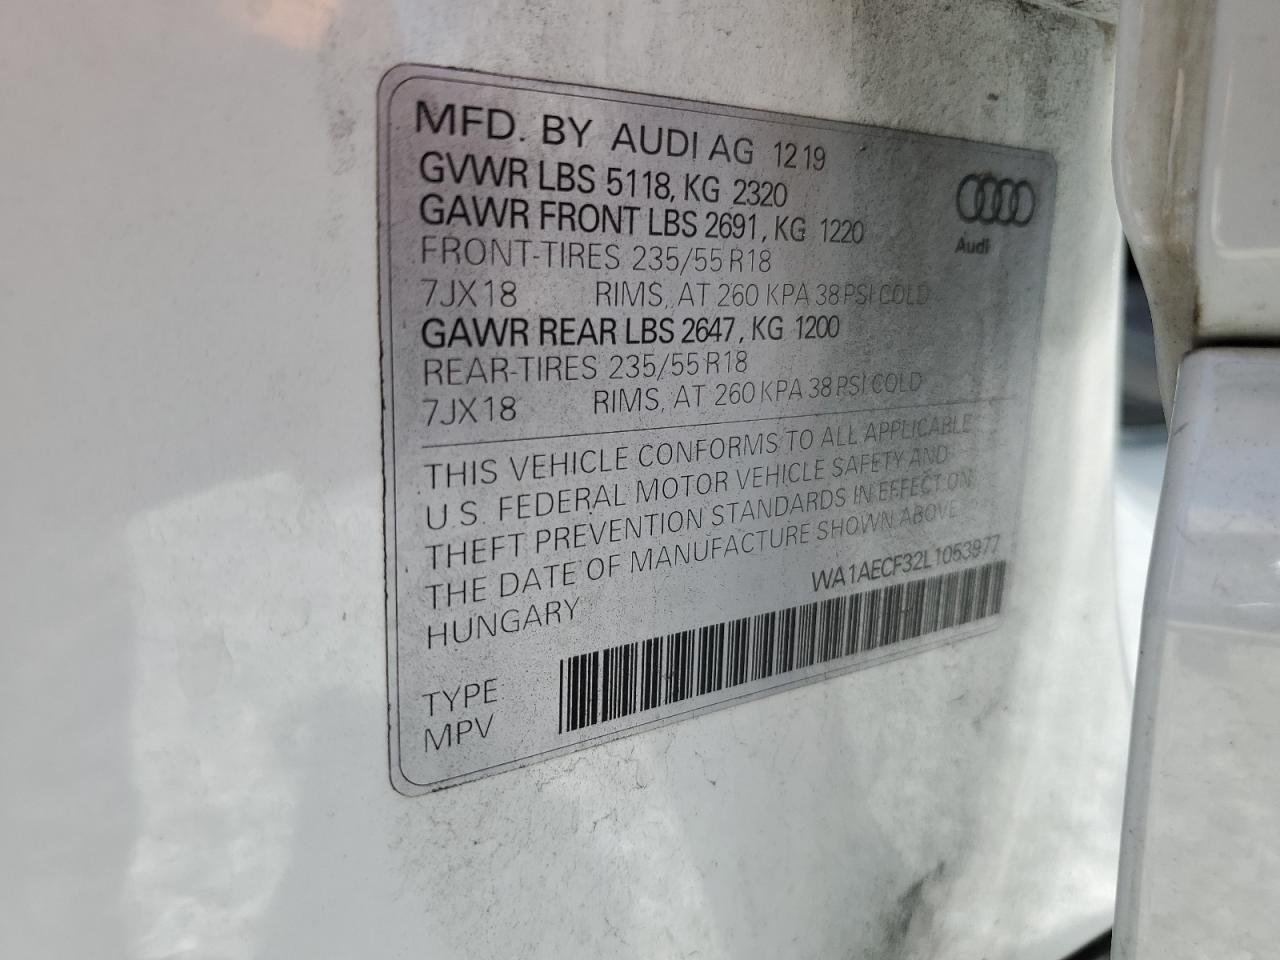 MFD. BY AUDI AG 12 19
GVWR LBS 5118, KG 2320
GAWR FRONT LBS 2691, KG 1220
FRONT-TIRES 235/55 R18
7JX18 RIMS, AT 260 KPA 38 PSI COLD
GAWR REAR LBS 2647, KG 1200
REAR-TIRES 235/55 R18
7JX18 RIMS, AT 260 KPA 38 PSI COLD
Audi
THIS VEHICLE CONFORMS TO ALL APPLICABLE
U.S. FEDERAL MOTOR VEHICLE SAFETY AND
THEFT PREVENTION STANDARDS IN EFFECT ON
THE DATE OF MANUFACTURE SHOWN ABOVE
HUNGARY
WA1AECF32L1053977
TYPE
MPV